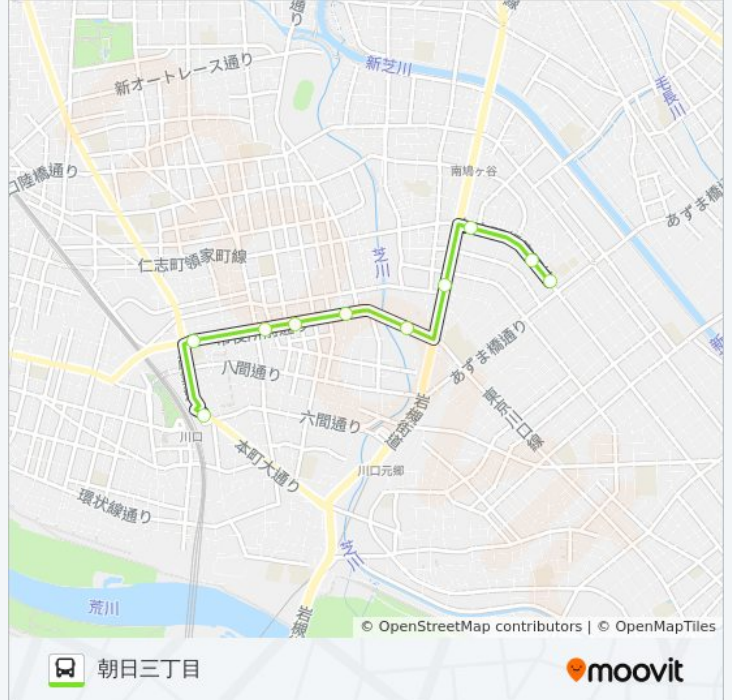 通り
線
新オートレース通り
新芝川
毛長川
南鳩ヶ谷
陸橋通り
あずま橋通
芝川
仁志町領家町線
八間通り
あずま橋通り
六間通り
岩槻街道
東京川口線
川口
本町大通り
川口元郷
環状線通り
芝川
荒川
岩槻
新
© OpenStreetMap contributors | © OpenMapTiles
朝日三丁目
moovit